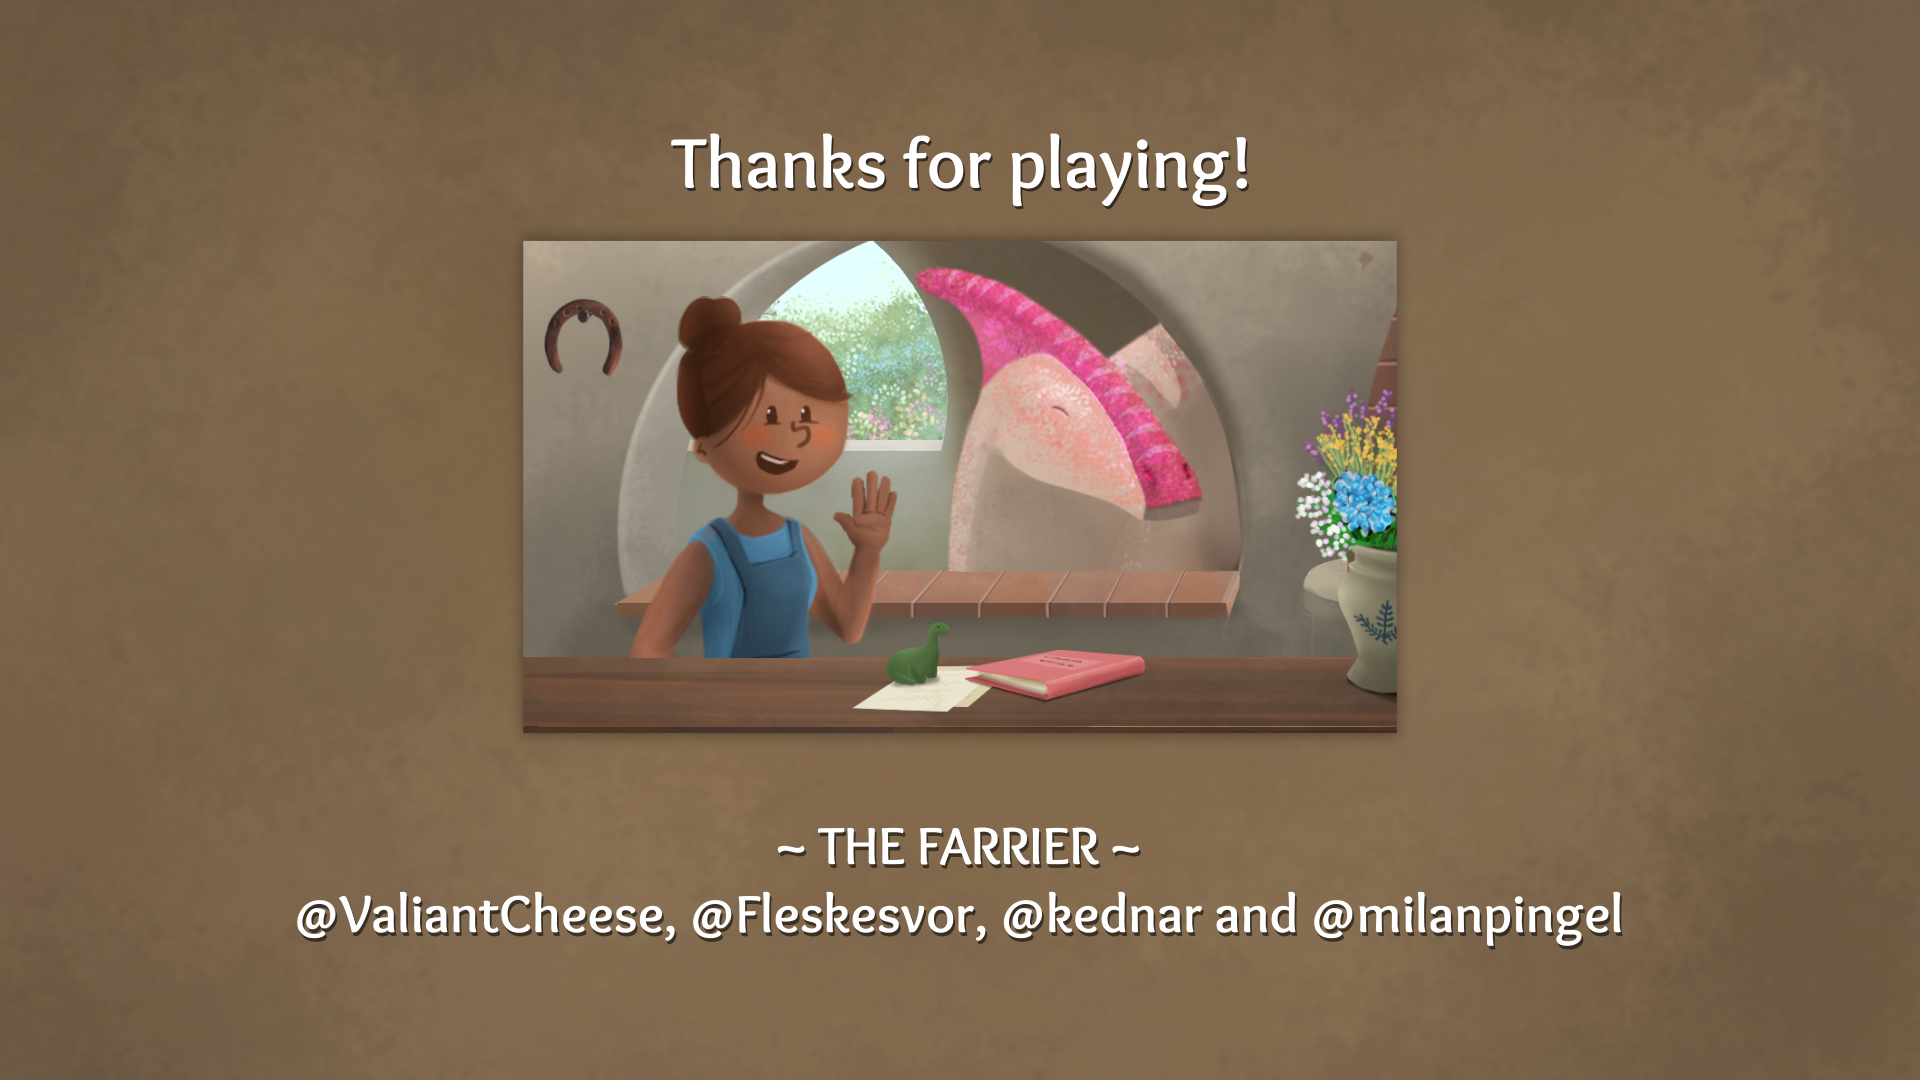 Thanks for playing!
~ THE FARRIER ~
@ValiantCheese, @Fleskesvor, @kednar and @milanpingel